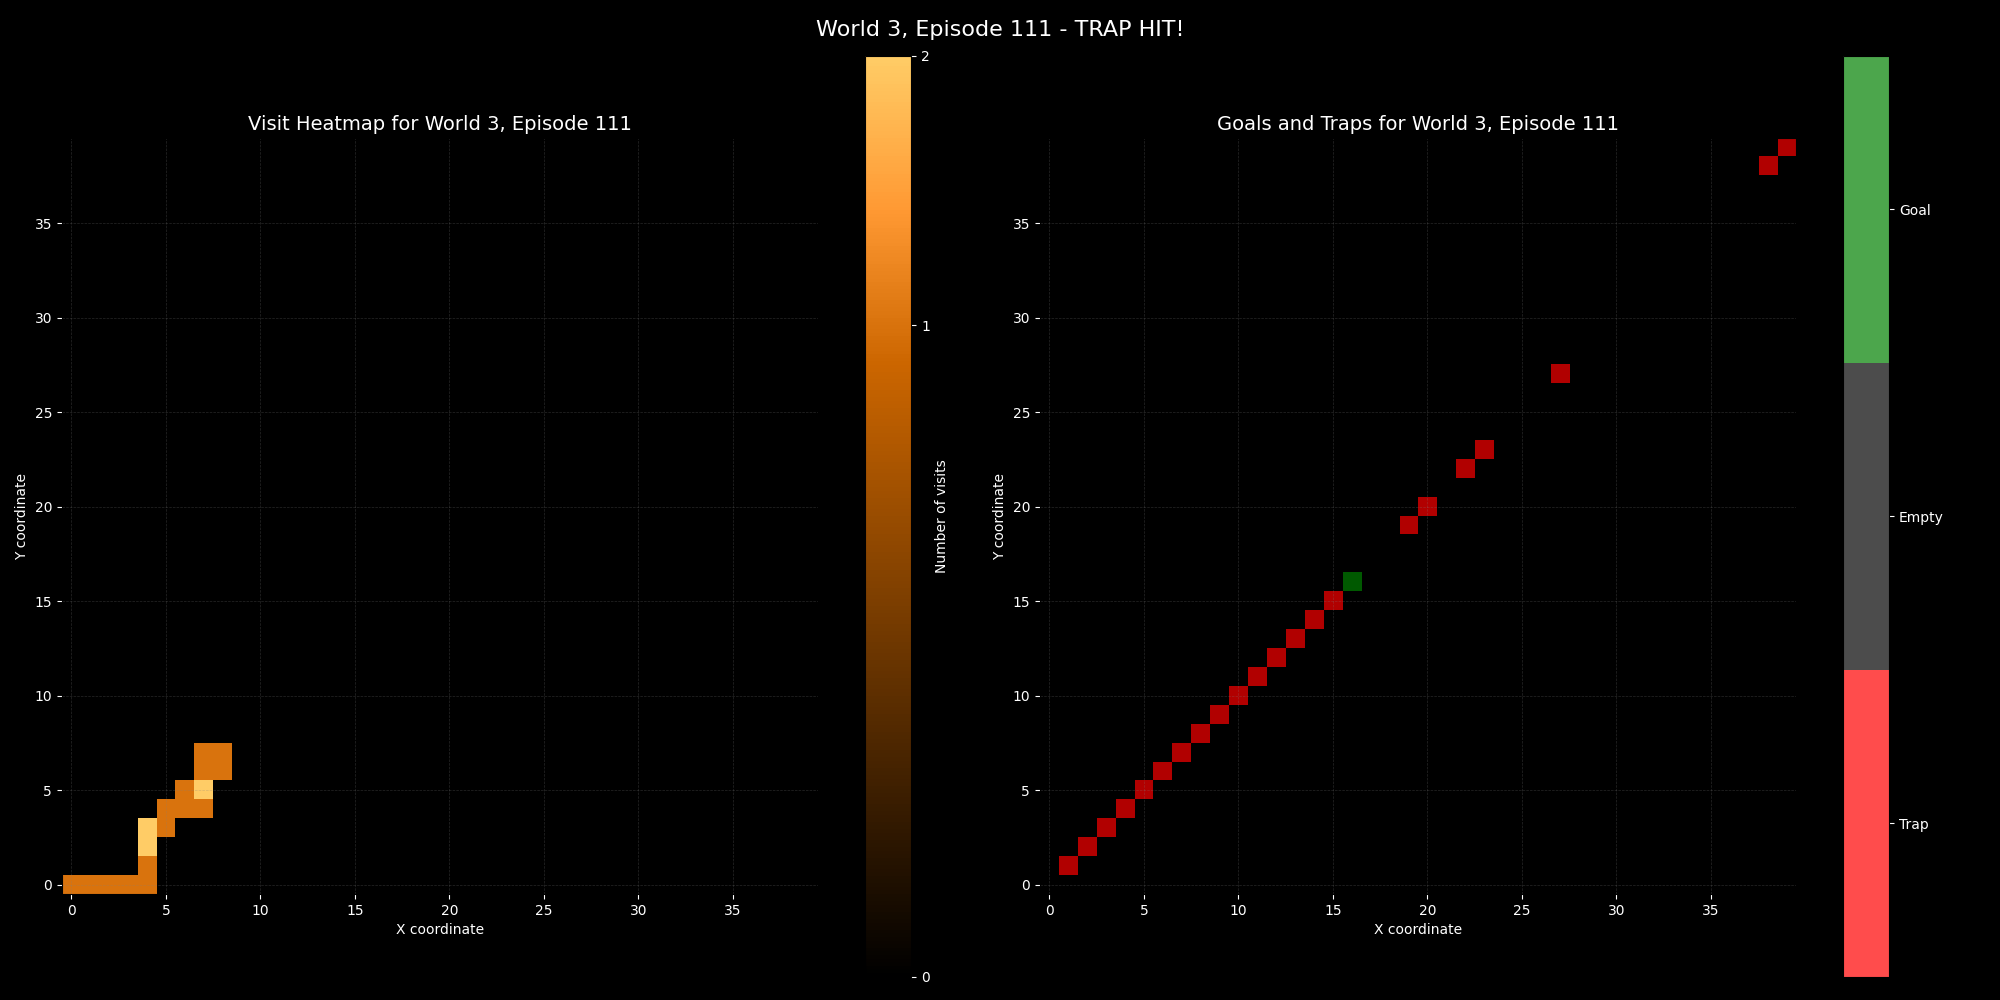 World 3, Episode 111 - TRAP HIT!
Visit Heatmap for World 3, Episode 111
Y coordinate
35
30
25
20
15
10
5
0
0 5 10 15 20 25 30 35
X coordinate
2
1
0
Number of visits
Goals and Traps for World 3, Episode 111
Y coordinate
35
30
25
20
15
10
5
0
0 5 10 15 20 25 30 35
X coordinate
Goal
Empty
Trap